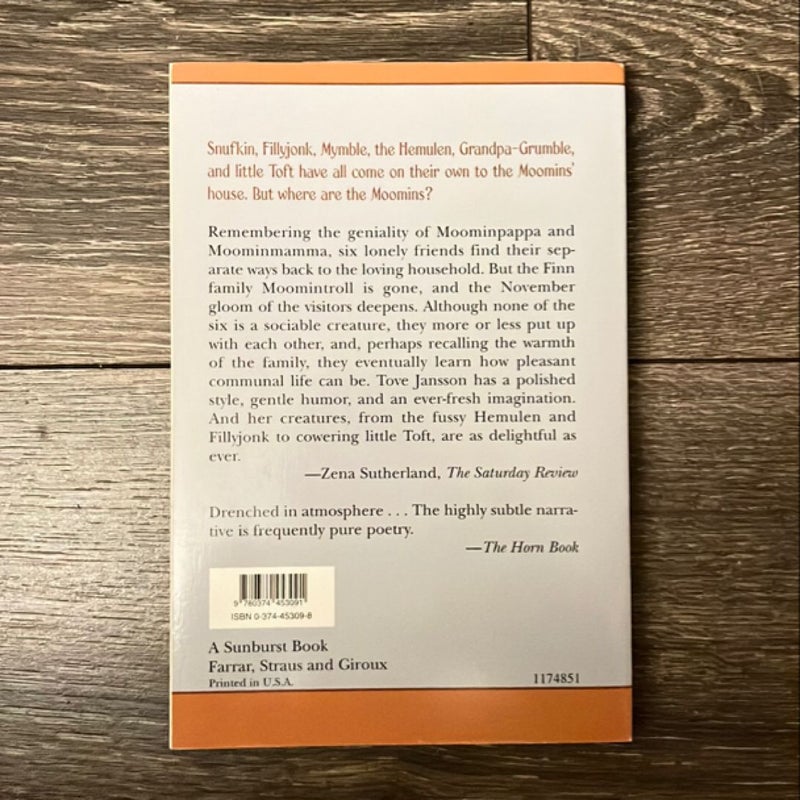 Snufkin, Fillyjonk, Mymble, the Hemulen, Grandpa-Grumble,
and little Toft have all come on their own to the Moomins'
house. But where are the Moomins?
Remembering the geniality of Moominpappa and
Moominmamma, six lonely friends find their sep-
arate ways back to the loving household. But the Finn
family Moomintroll is gone, and the November
gloom of the visitors deepens. Although none of the
six is a sociable creature, they more or less put up
with each other, and, perhaps recalling the warmth
of the family, they eventually learn how pleasant
communal life can be. Tove Jansson has a polished
style, gentle humor, and an ever-fresh imagination.
And her creatures, from the fussy Hemulen and
Fillyjonk to cowering little Toft, are as delightful as
ever.
—Zena Sutherland, The Saturday Review
Drenched in atmosphere . . . The highly subtle narra-
tive is frequently pure poetry.
—The Horn Book
9 780374 453091
ISBN 0-374-45309-8
A Sunburst Book
Farrar, Straus and Giroux
Printed in U.S.A.
1174851